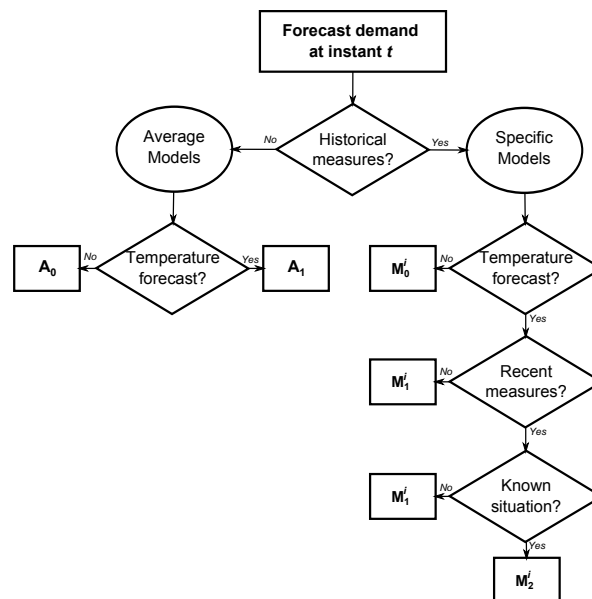 Forecast demand
at instant t
Historical
measures?
No
Yes
Average
Models
Specific
Models
Temperature
forecast?
No
Yes
A₀
A₁
Temperature
forecast?
No
M₀ⁱ
Yes
Recent
measures?
No
M₁ⁱ
Yes
Known
situation?
No
M₁ⁱ
Yes
M₂ⁱ